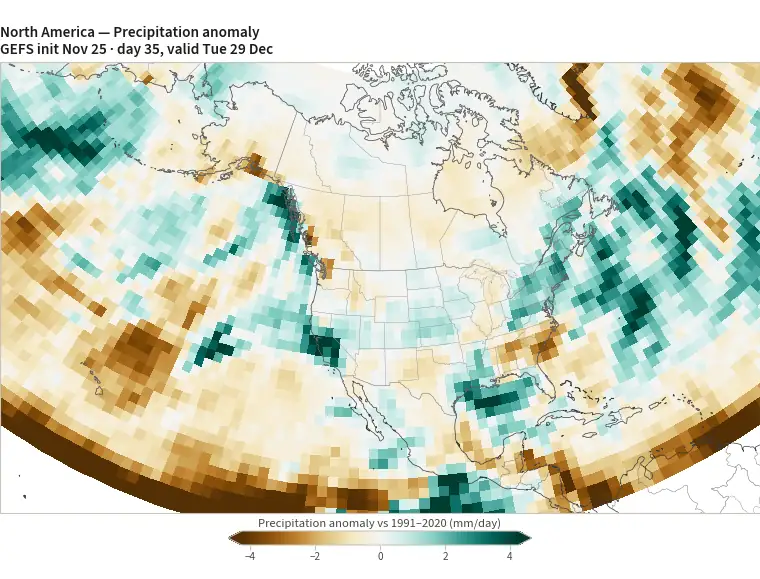 North America — Precipitation anomaly
GEFS init Nov 25 · day 35, valid Tue 29 Dec
Precipitation anomaly vs 1991–2020 (mm/day)
−4 −2 0 2 4